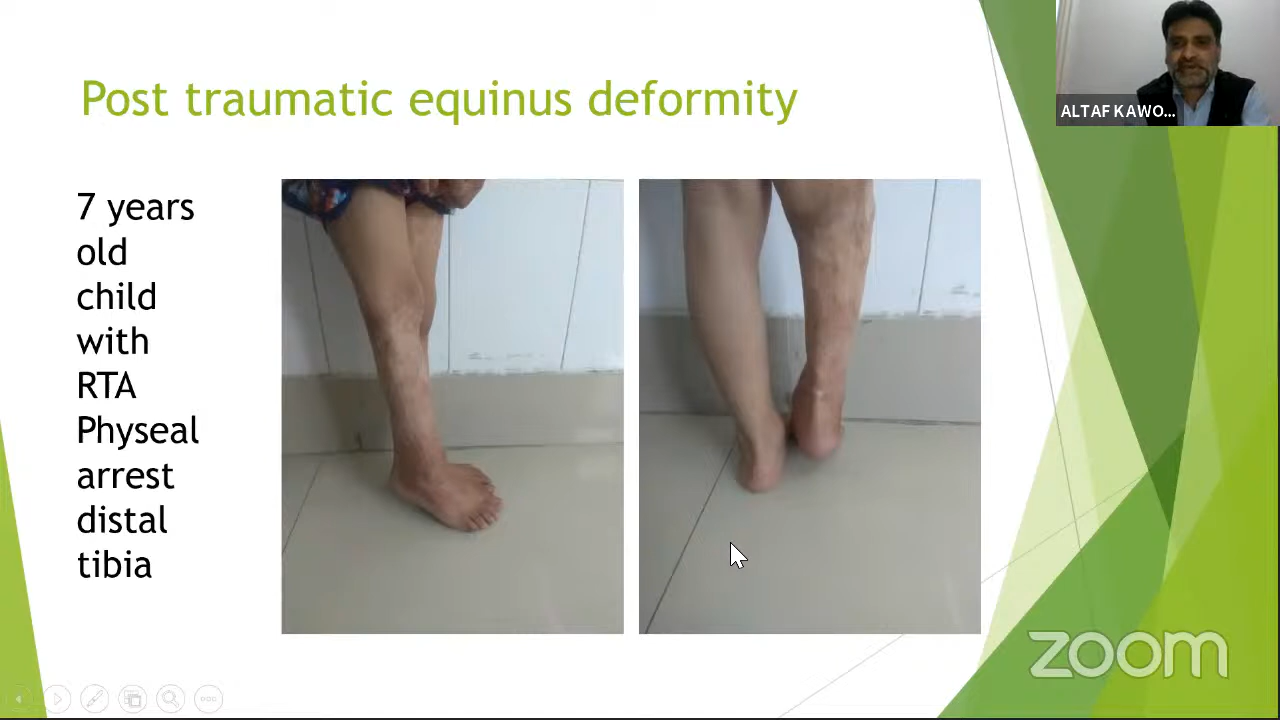 Post traumatic equinus deformity
ALTAF KAWO...
7 years
old
child
with
RTA
Physeal
arrest
distal
tibia
zoom